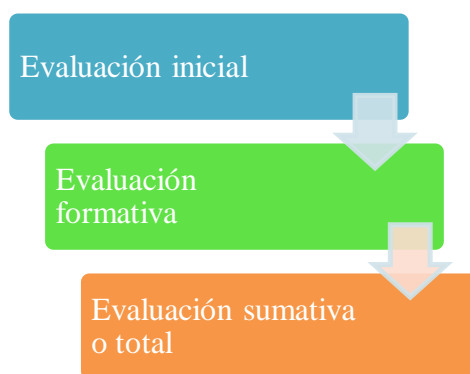 Evaluación inicial
Evaluación
formativa
Evaluación sumativa
o total